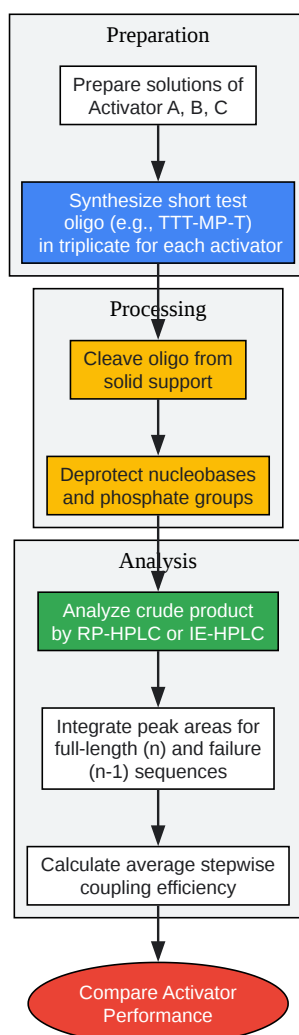 Preparation
Prepare solutions of
Activator A, B, C
Synthesize short test
oligo (e.g., TTT-MP-T)
in triplicate for each activator
Processing
Cleave oligo from
solid support
Deprotect nucleobases
and phosphate groups
Analysis
Analyze crude product
by RP-HPLC or IE-HPLC
Integrate peak areas for
full-length (n) and failure
(n-1) sequences
Calculate average stepwise
coupling efficiency
Compare Activator
Performance